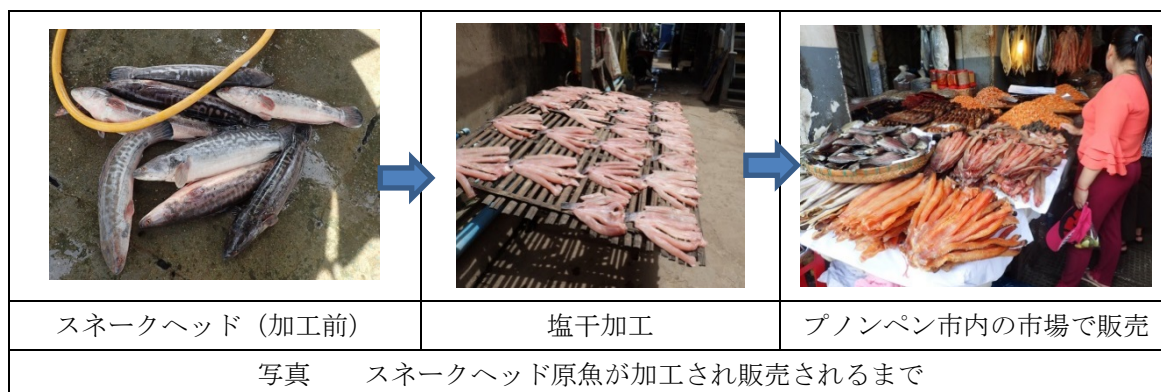 スネークヘッド（加工前）
塩干加工
プノンペン市内の市場で販売
写真　　スネークヘッド原魚が加工され販売されるまで